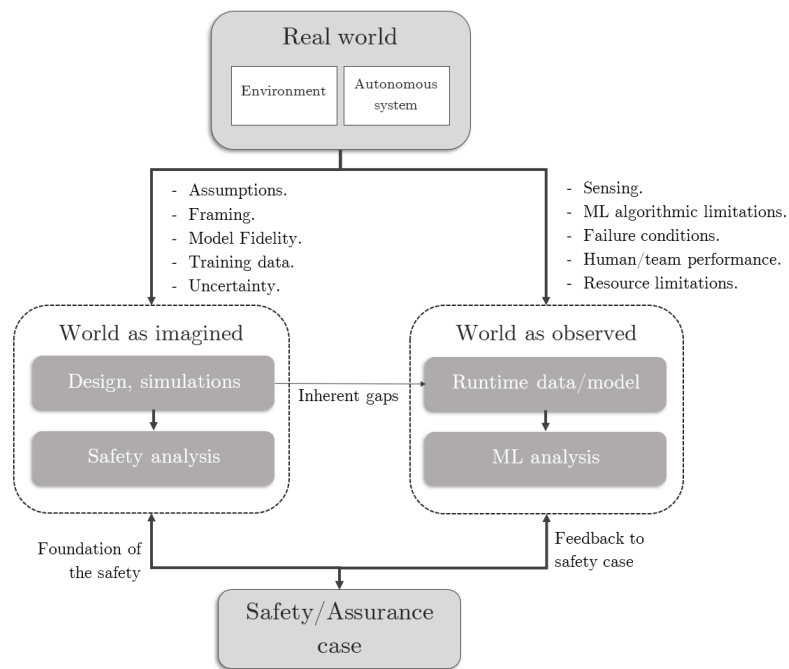 Real world
Environment
Autonomous
system
- Assumptions.
- Framing.
- Model Fidelity.
- Training data.
- Uncertainty.
- Sensing.
- ML algorithmic limitations.
- Failure conditions.
- Human/team performance.
- Resource limitations.
World as imagined
Design, simulations
Safety analysis
Inherent gaps
World as observed
Runtime data/model
ML analysis
Foundation of
the safety
Feedback to
safety case
Safety/Assurance
case